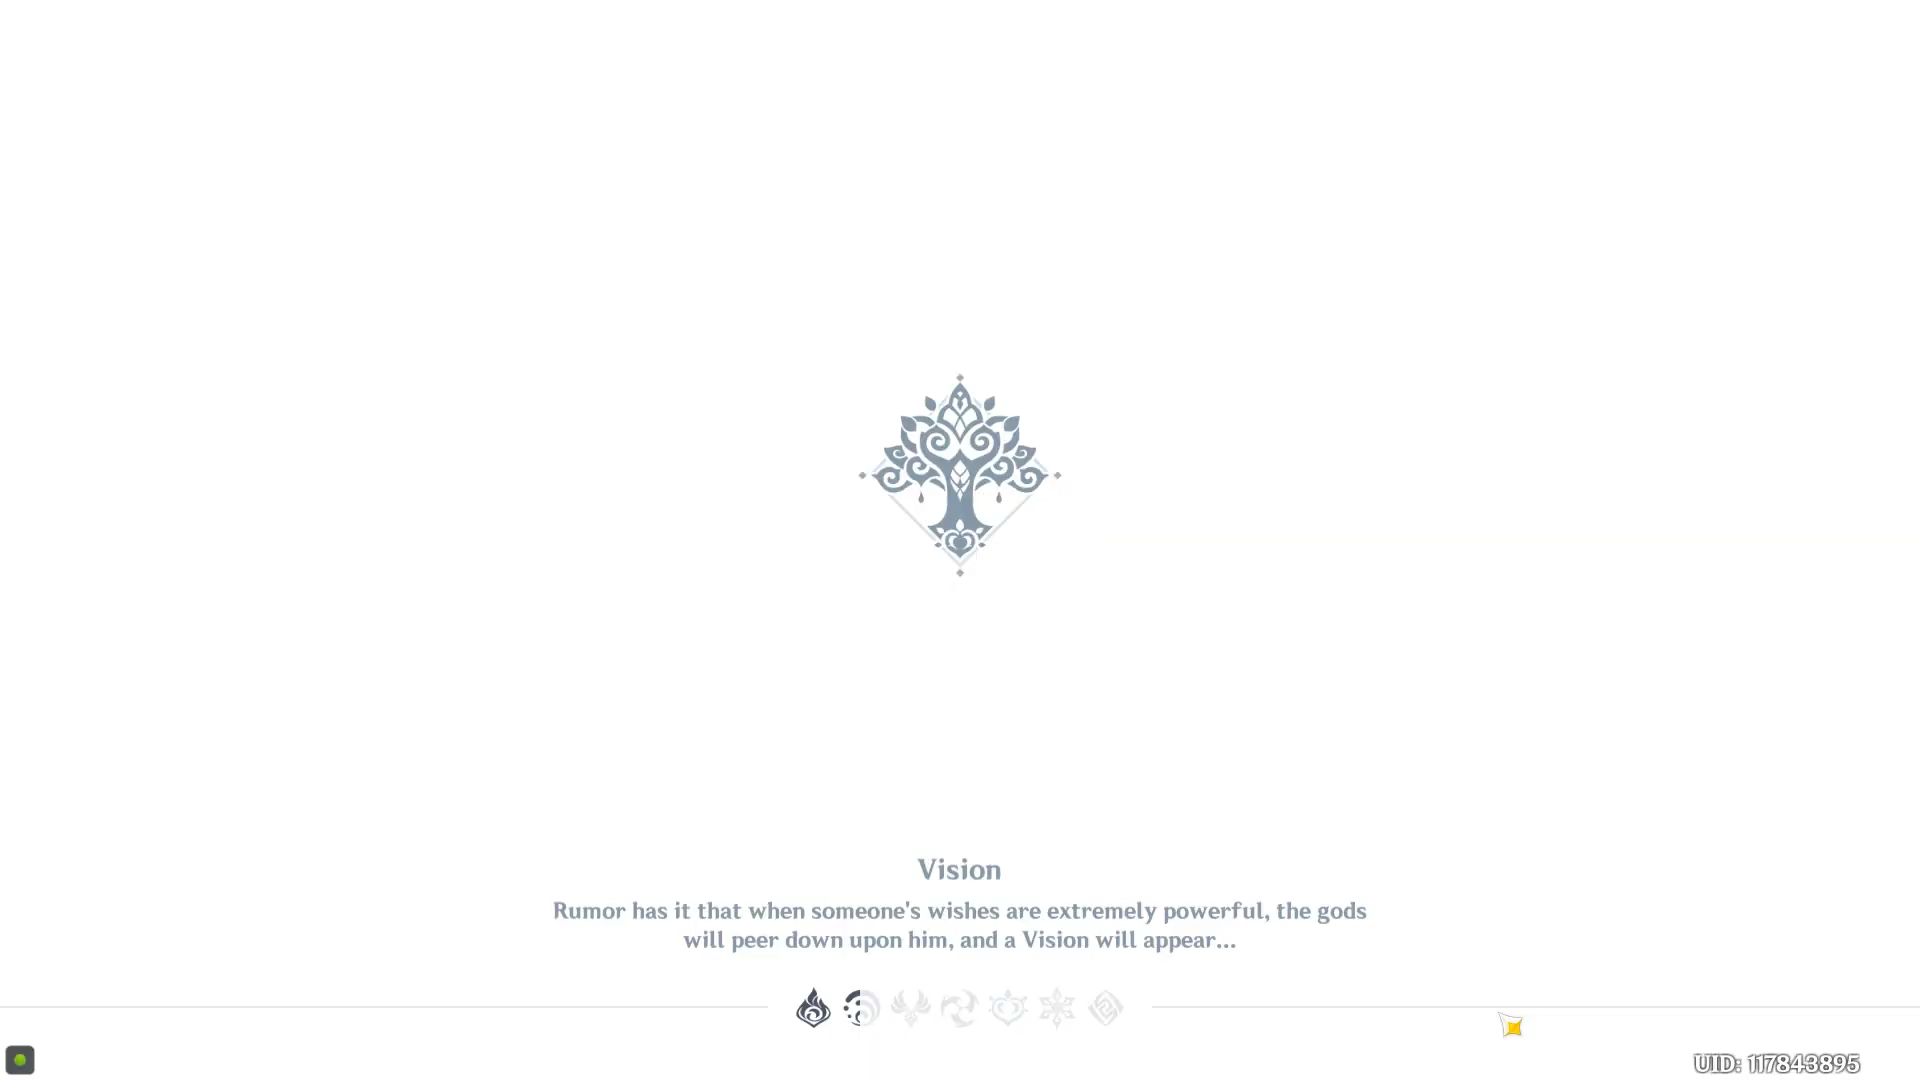 Vision
Rumor has it that when someone's wishes are extremely powerful, the gods
will peer down upon him, and a Vision will appear...
UID: 117843895